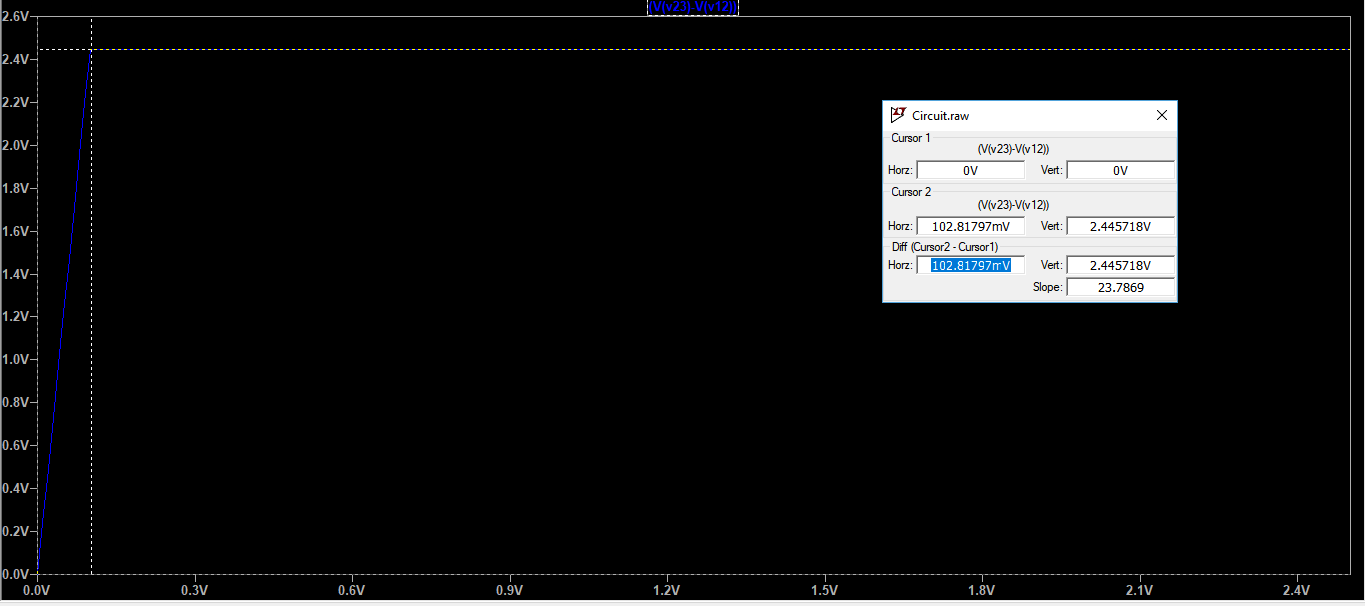 (V(v23)-V(v12))
2.6V
2.4V
2.2V
2.0V
1.8V
1.6V
1.4V
1.2V
1.0V
0.8V
0.6V
0.4V
0.2V
0.0V
0.0V 0.3V 0.6V 0.9V 1.2V 1.5V 1.8V 2.1V 2.4V
Circuit.raw
Cursor 1
(V(v23)-V(v12))
Horz: 0V Vert: 0V
Cursor 2
(V(v23)-V(v12))
Horz: 102.81797mV Vert: 2.445718V
Diff (Cursor2 - Cursor1)
Horz: 102.81797mV Vert: 2.445718V
Slope: 23.7869